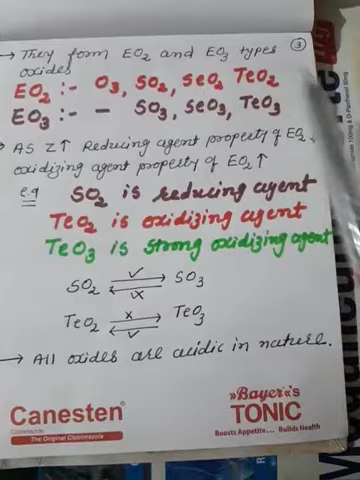 → They form EO₂ and EO₃ types ③
oxides
EO₂ :- O₃, SO₂, SeO₂ TeO₂
EO₃ :- – SO₃, SeO₃, TeO₃
→ AS Z↑ Reducing agent property of EO₂↓
oxidizing agent property of EO₂↑
e.g SO₂ is reducing agent
TeO₂ is oxidizing agent
TeO₃ is strong oxidizing agent
SO₂ ⇌ SO₃
TeO₂ ⇌ TeO₃
→ All oxides are acidic in nature.
Canesten®
Clotrimazole
The Original Clotrimazole
»Bayer«'s
TONIC
Boosts Appetite... Builds Health